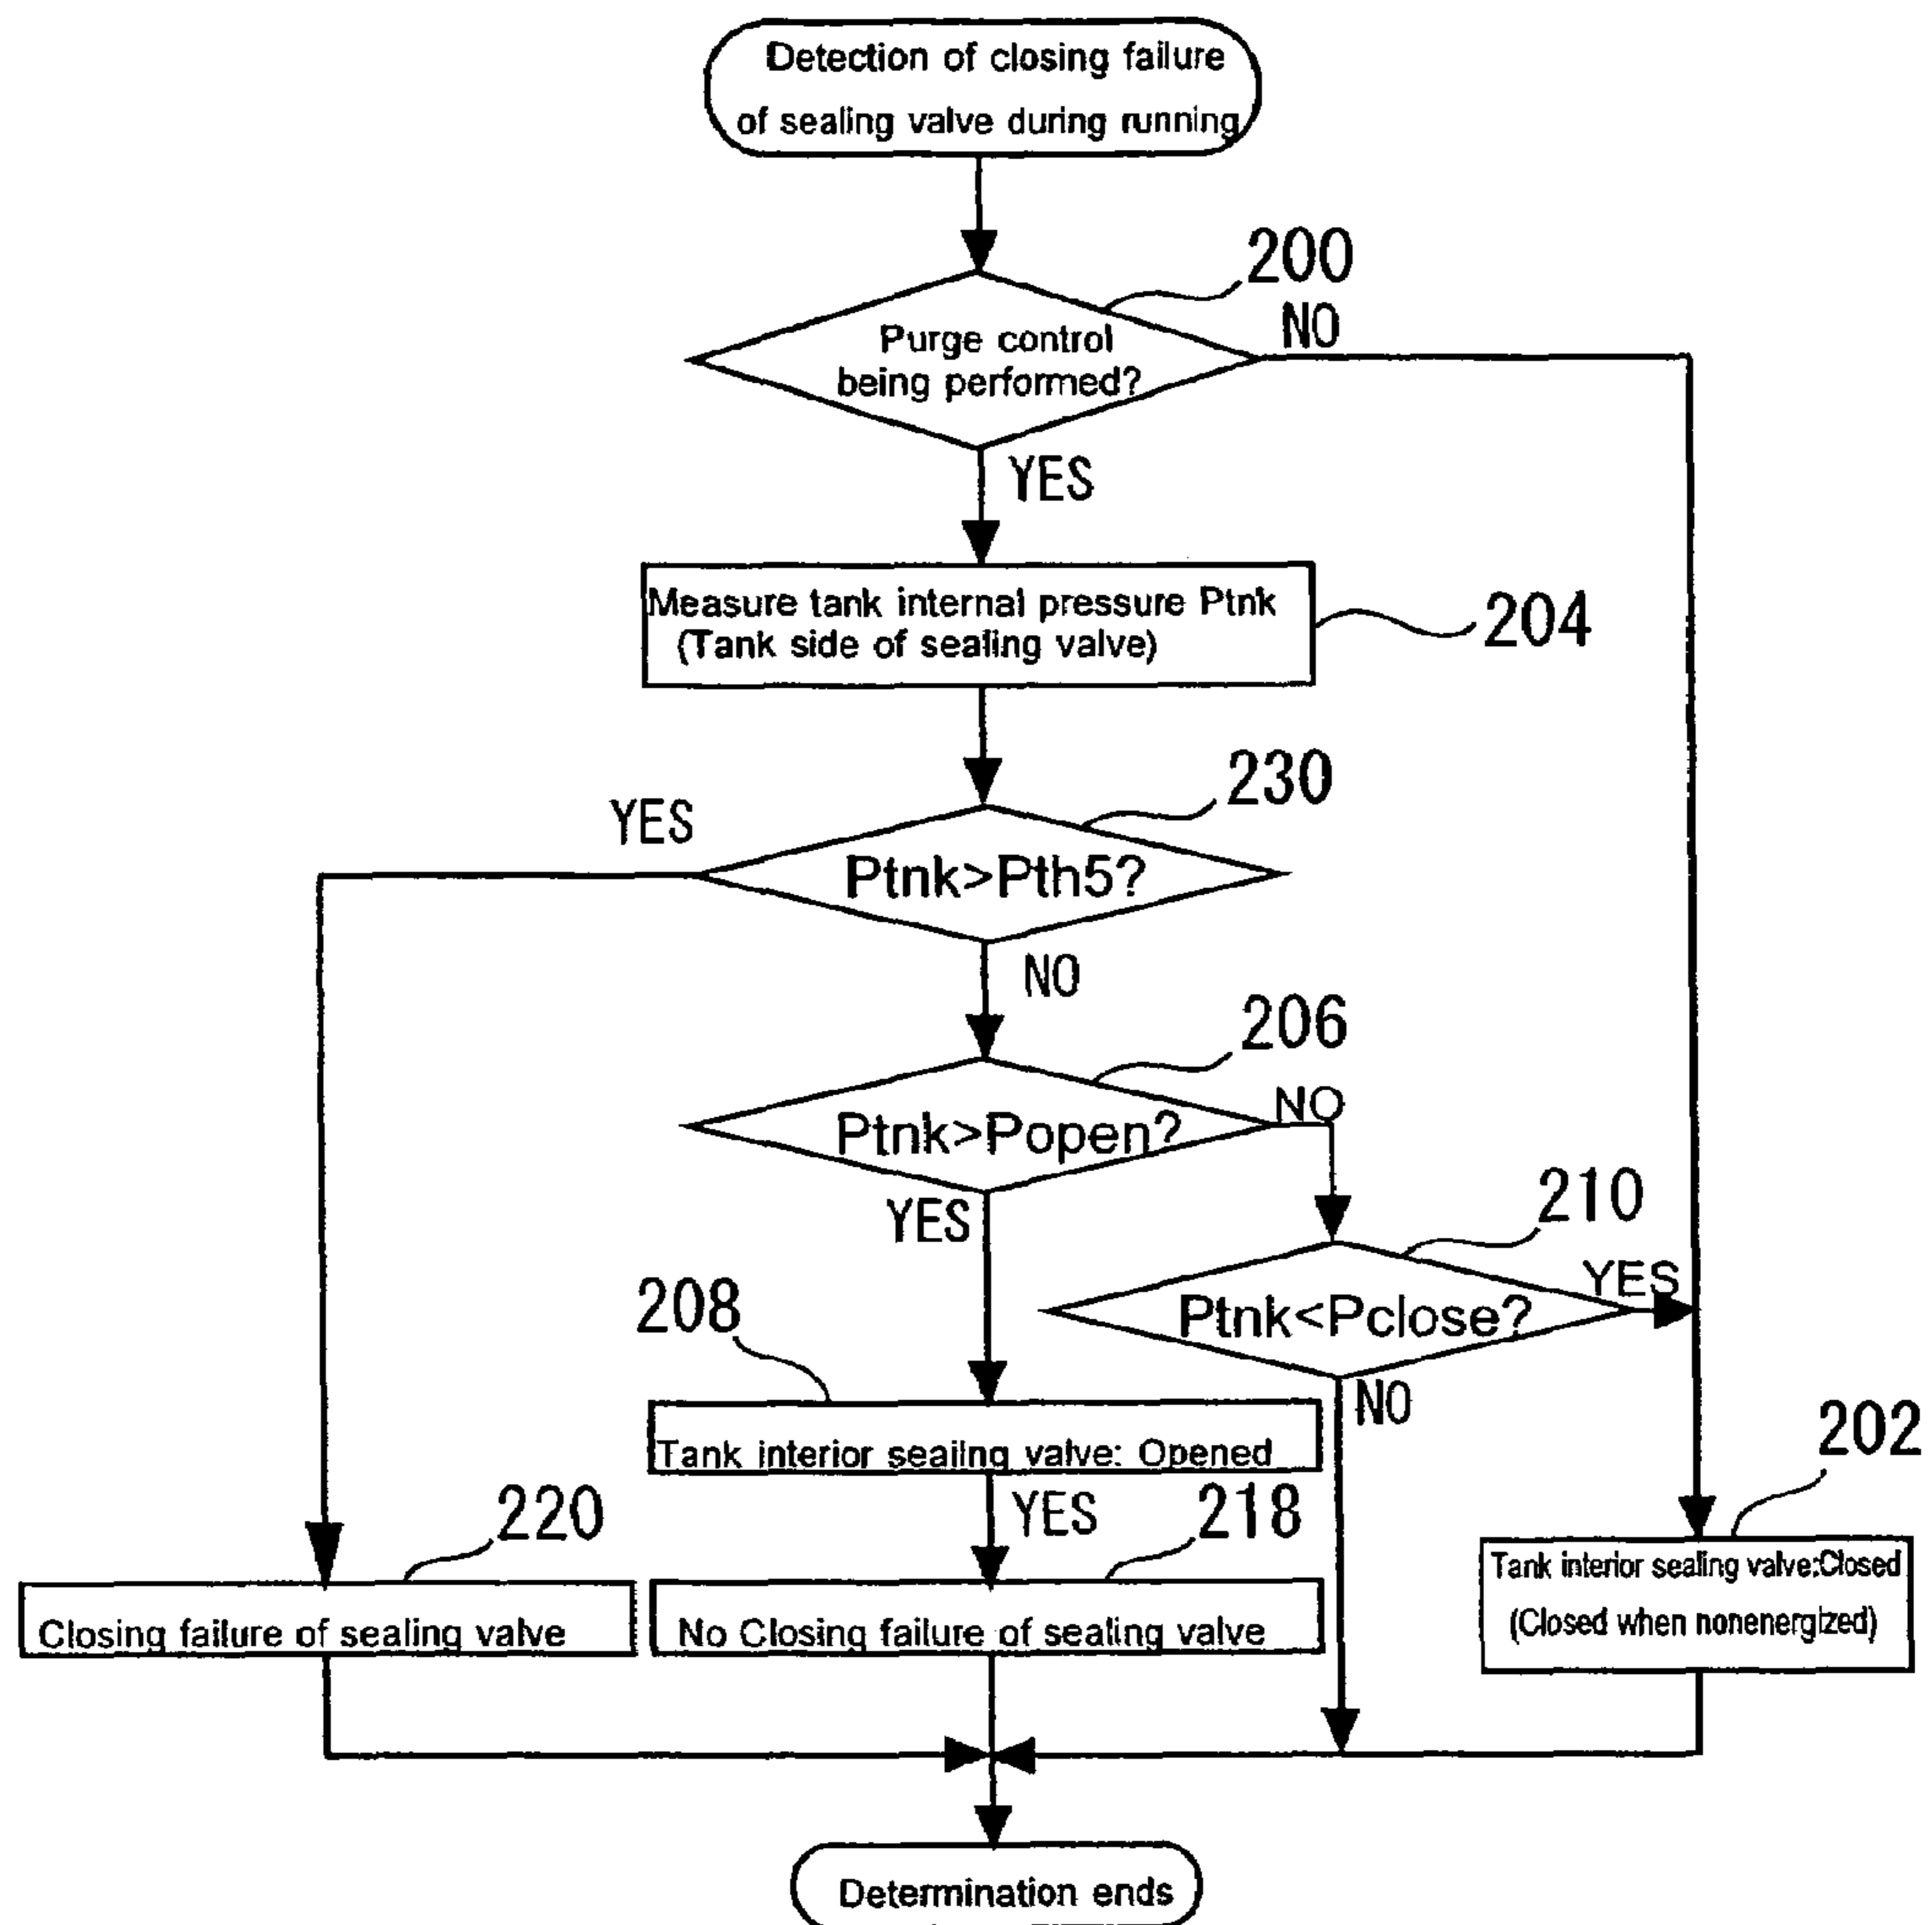 Detection of closing failure
of sealing valve during running
200
Purge control
being performed?
NO
YES
Measure tank internal pressure Ptnk
(Tank side of sealing valve)
204
230
YES
Ptnk>Pth5?
NO
206
Ptnk>Popen?
NO
YES
210
Ptnk<Pclose?
YES
NO
208
Tank interior sealing valve: Opened
YES
202
Tank interior sealing valve:Closed
(Closed when nonenergized)
220
Closing failure of sealing valve
218
No Closing failure of sealing valve
Determination ends